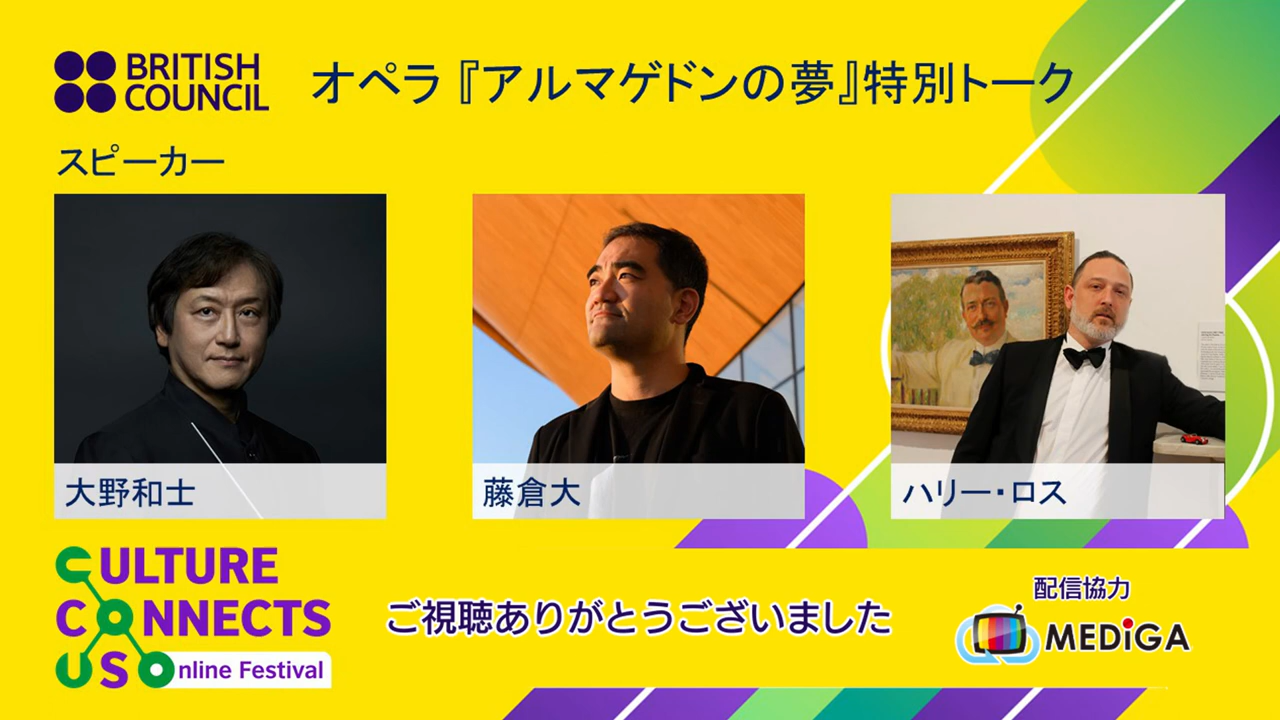 BRITISH
COUNCIL
オペラ『アルマゲドンの夢』特別トーク
スピーカー
大野和士
藤倉大
ハリー・ロス
CULTURE
CONNECTS
US Online Festival
ご視聴ありがとうございました
配信協力
MEDiGA